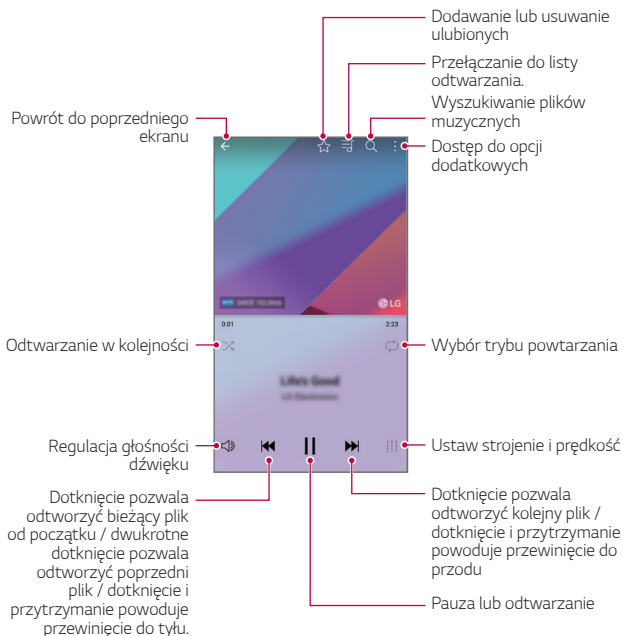 Dodawanie lub usuwanie
ulubionych
Przełączanie do listy
odtwarzania.
Wyszukiwanie plików
muzycznych
Powrót do poprzedniego
ekranu
Dostęp do opcji
dodatkowych
LG
0:01
2:23
Odtwarzanie w kolejności
Wybór trybu powtarzania
Life's Good
LG Electronics
Regulacja głośności
dźwięku
Ustaw strojenie i prędkość
Dotknięcie pozwala
odtworzyć bieżący plik
od początku / dwukrotne
dotknięcie pozwala
odtworzyć poprzedni
plik / dotknięcie i
przytrzymanie powoduje
przewinięcie do tyłu.
Dotknięcie pozwala
odtworzyć kolejny plik /
dotknięcie i przytrzymanie
powoduje przewinięcie do
przodu
Pauza lub odtwarzanie